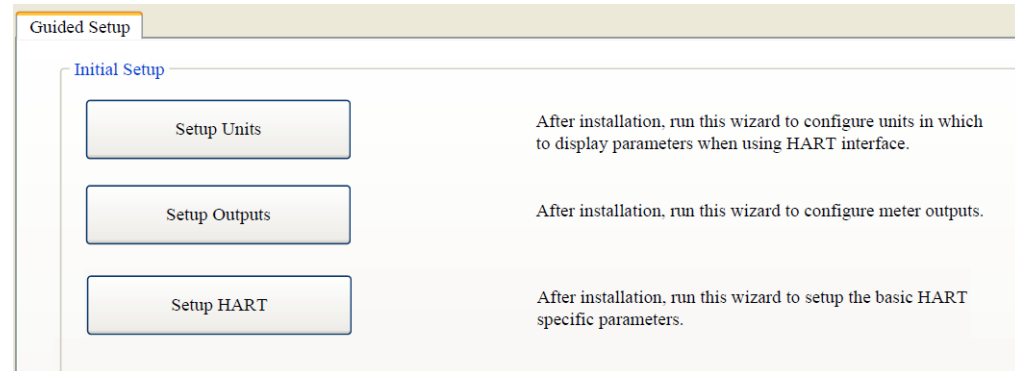 Guided Setup
Initial Setup
Setup Units
After installation, run this wizard to configure units in which
to display parameters when using HART interface.
Setup Outputs
After installation, run this wizard to configure meter outputs.
Setup HART
After installation, run this wizard to setup the basic HART
specific parameters.